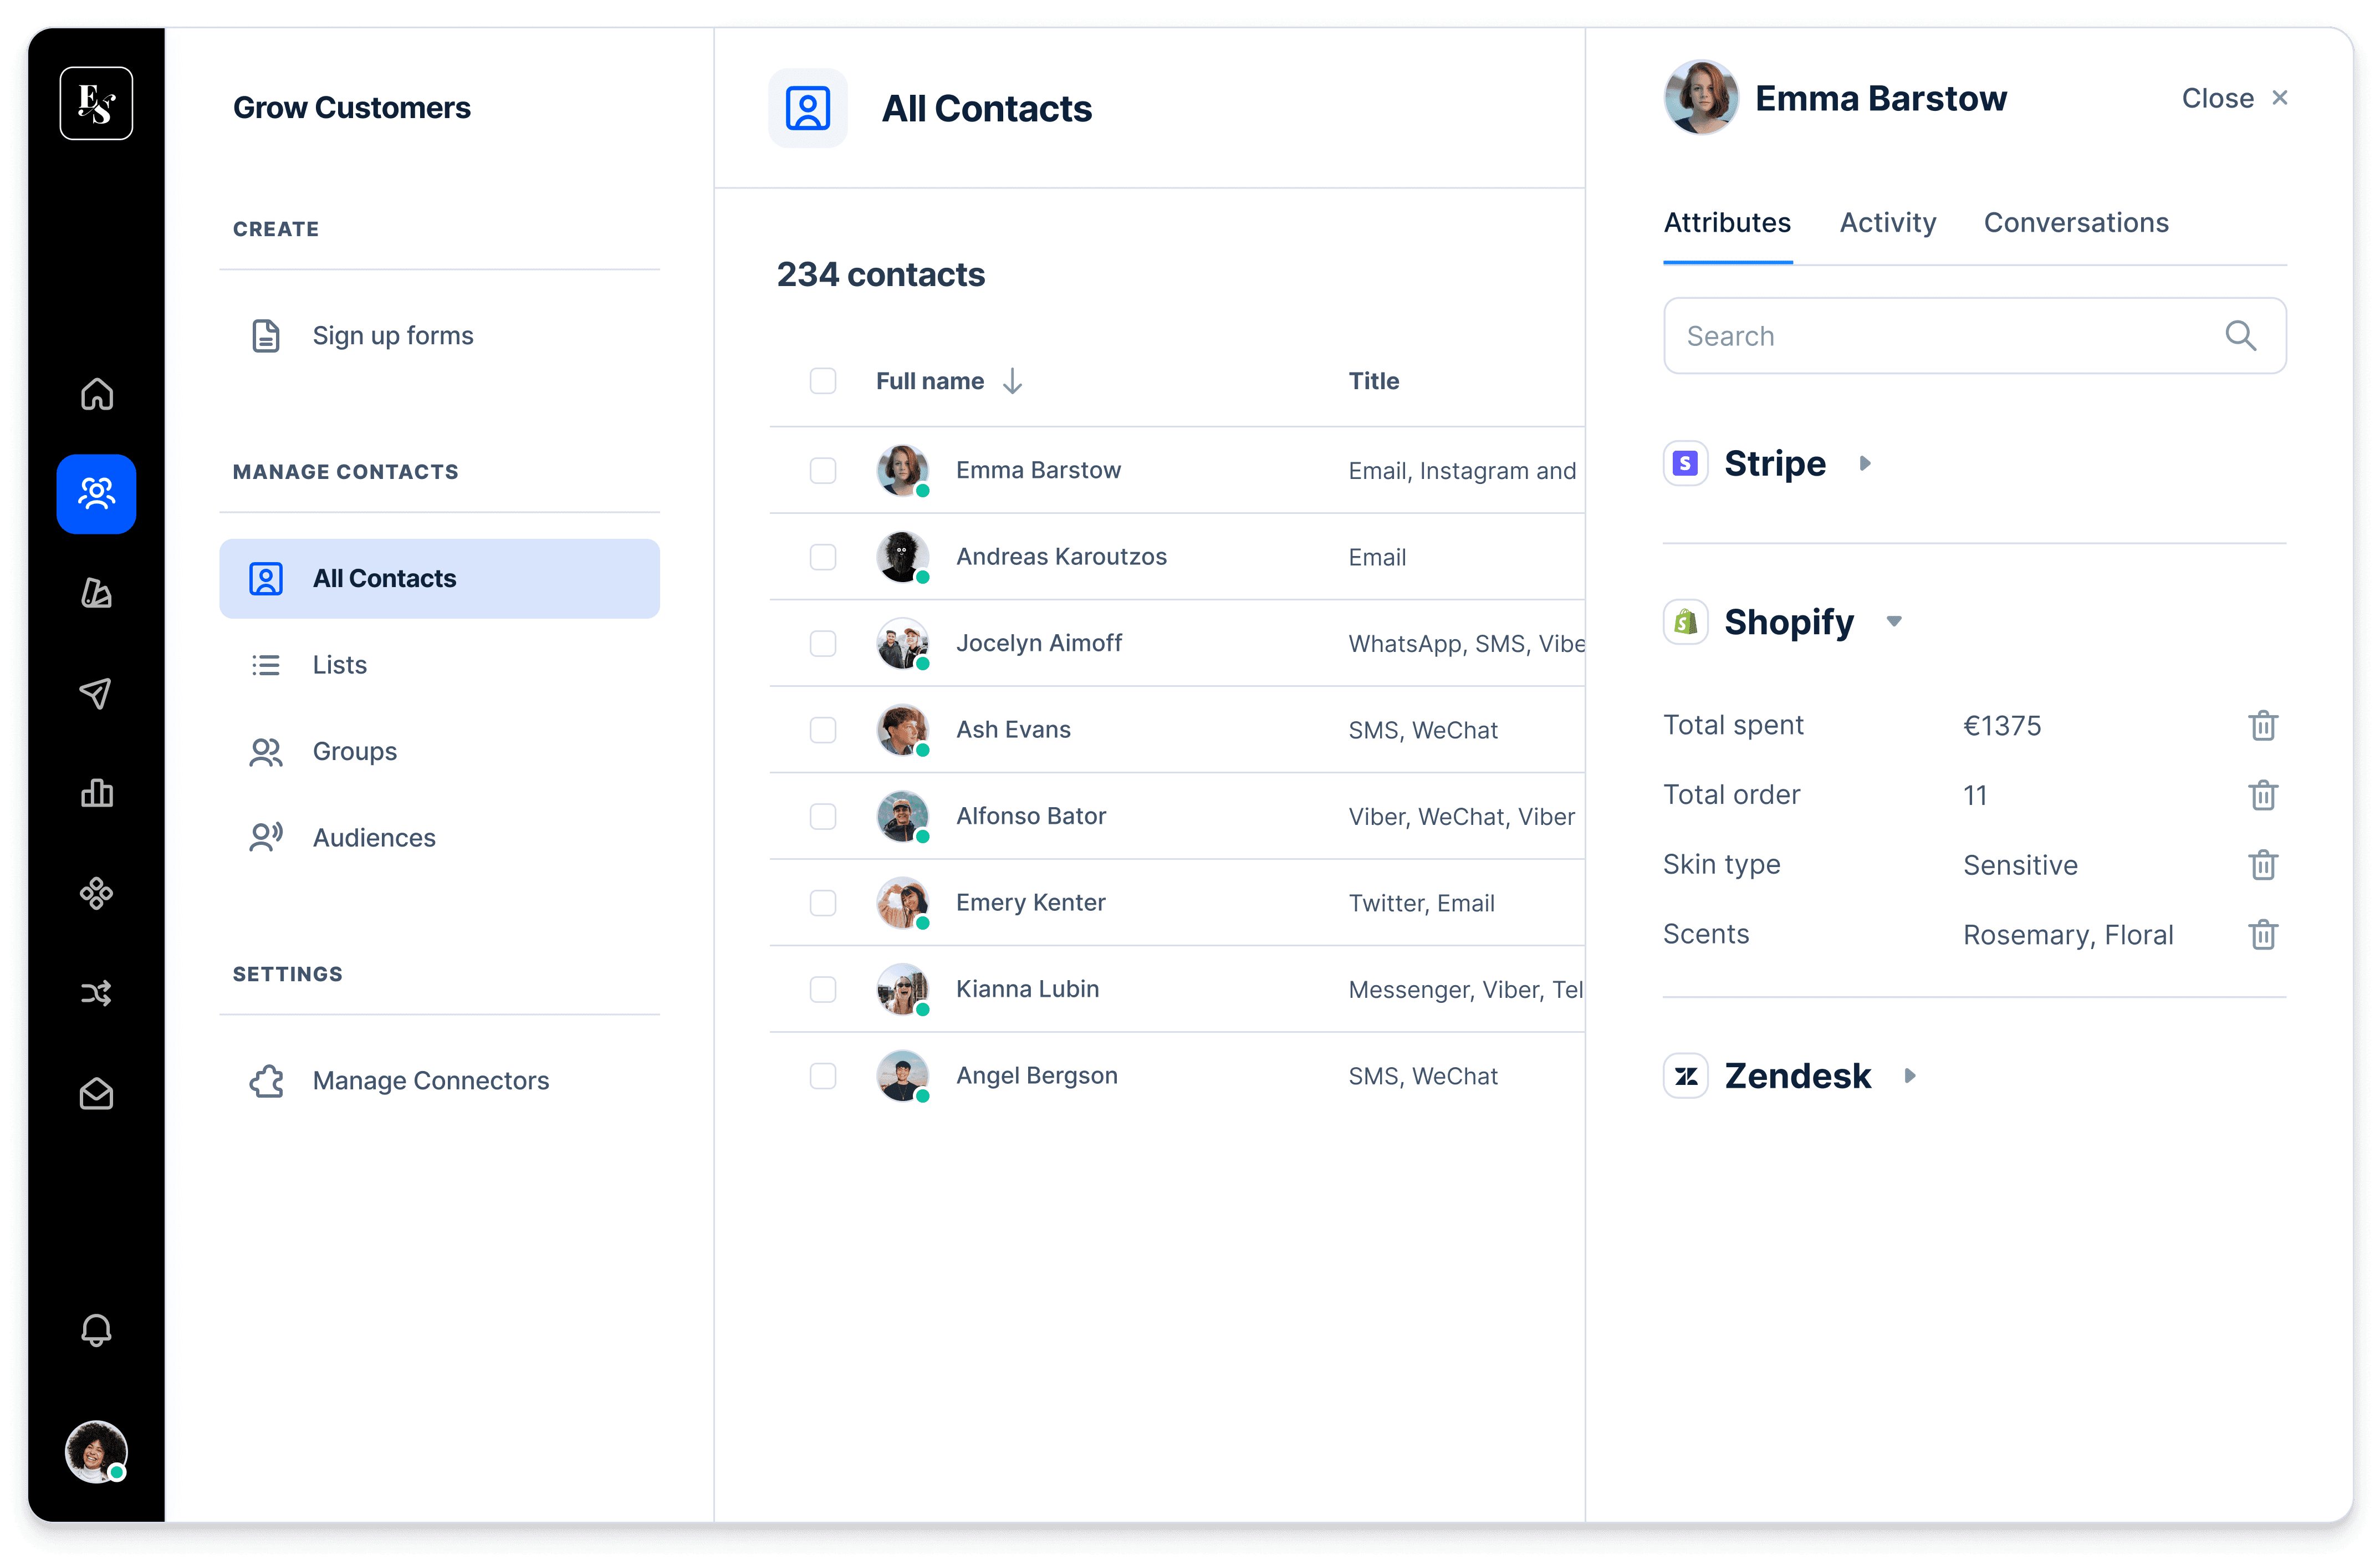 ES
Grow Customers
CREATE
Sign up forms
MANAGE CONTACTS
All Contacts
Lists
Groups
Audiences
SETTINGS
Manage Connectors
All Contacts
234 contacts
Full name Title
Emma Barstow Email, Instagram and
Andreas Karoutzos Email
Jocelyn Aimoff WhatsApp, SMS, Vibe
Ash Evans SMS, WeChat
Alfonso Bator Viber, WeChat, Viber
Emery Kenter Twitter, Email
Kianna Lubin Messenger, Viber, Tel
Angel Bergson SMS, WeChat
Emma Barstow Close
Attributes Activity Conversations
Search
S Stripe
S Shopify
Total spent €1375
Total order 11
Skin type Sensitive
Scents Rosemary, Floral
Zendesk